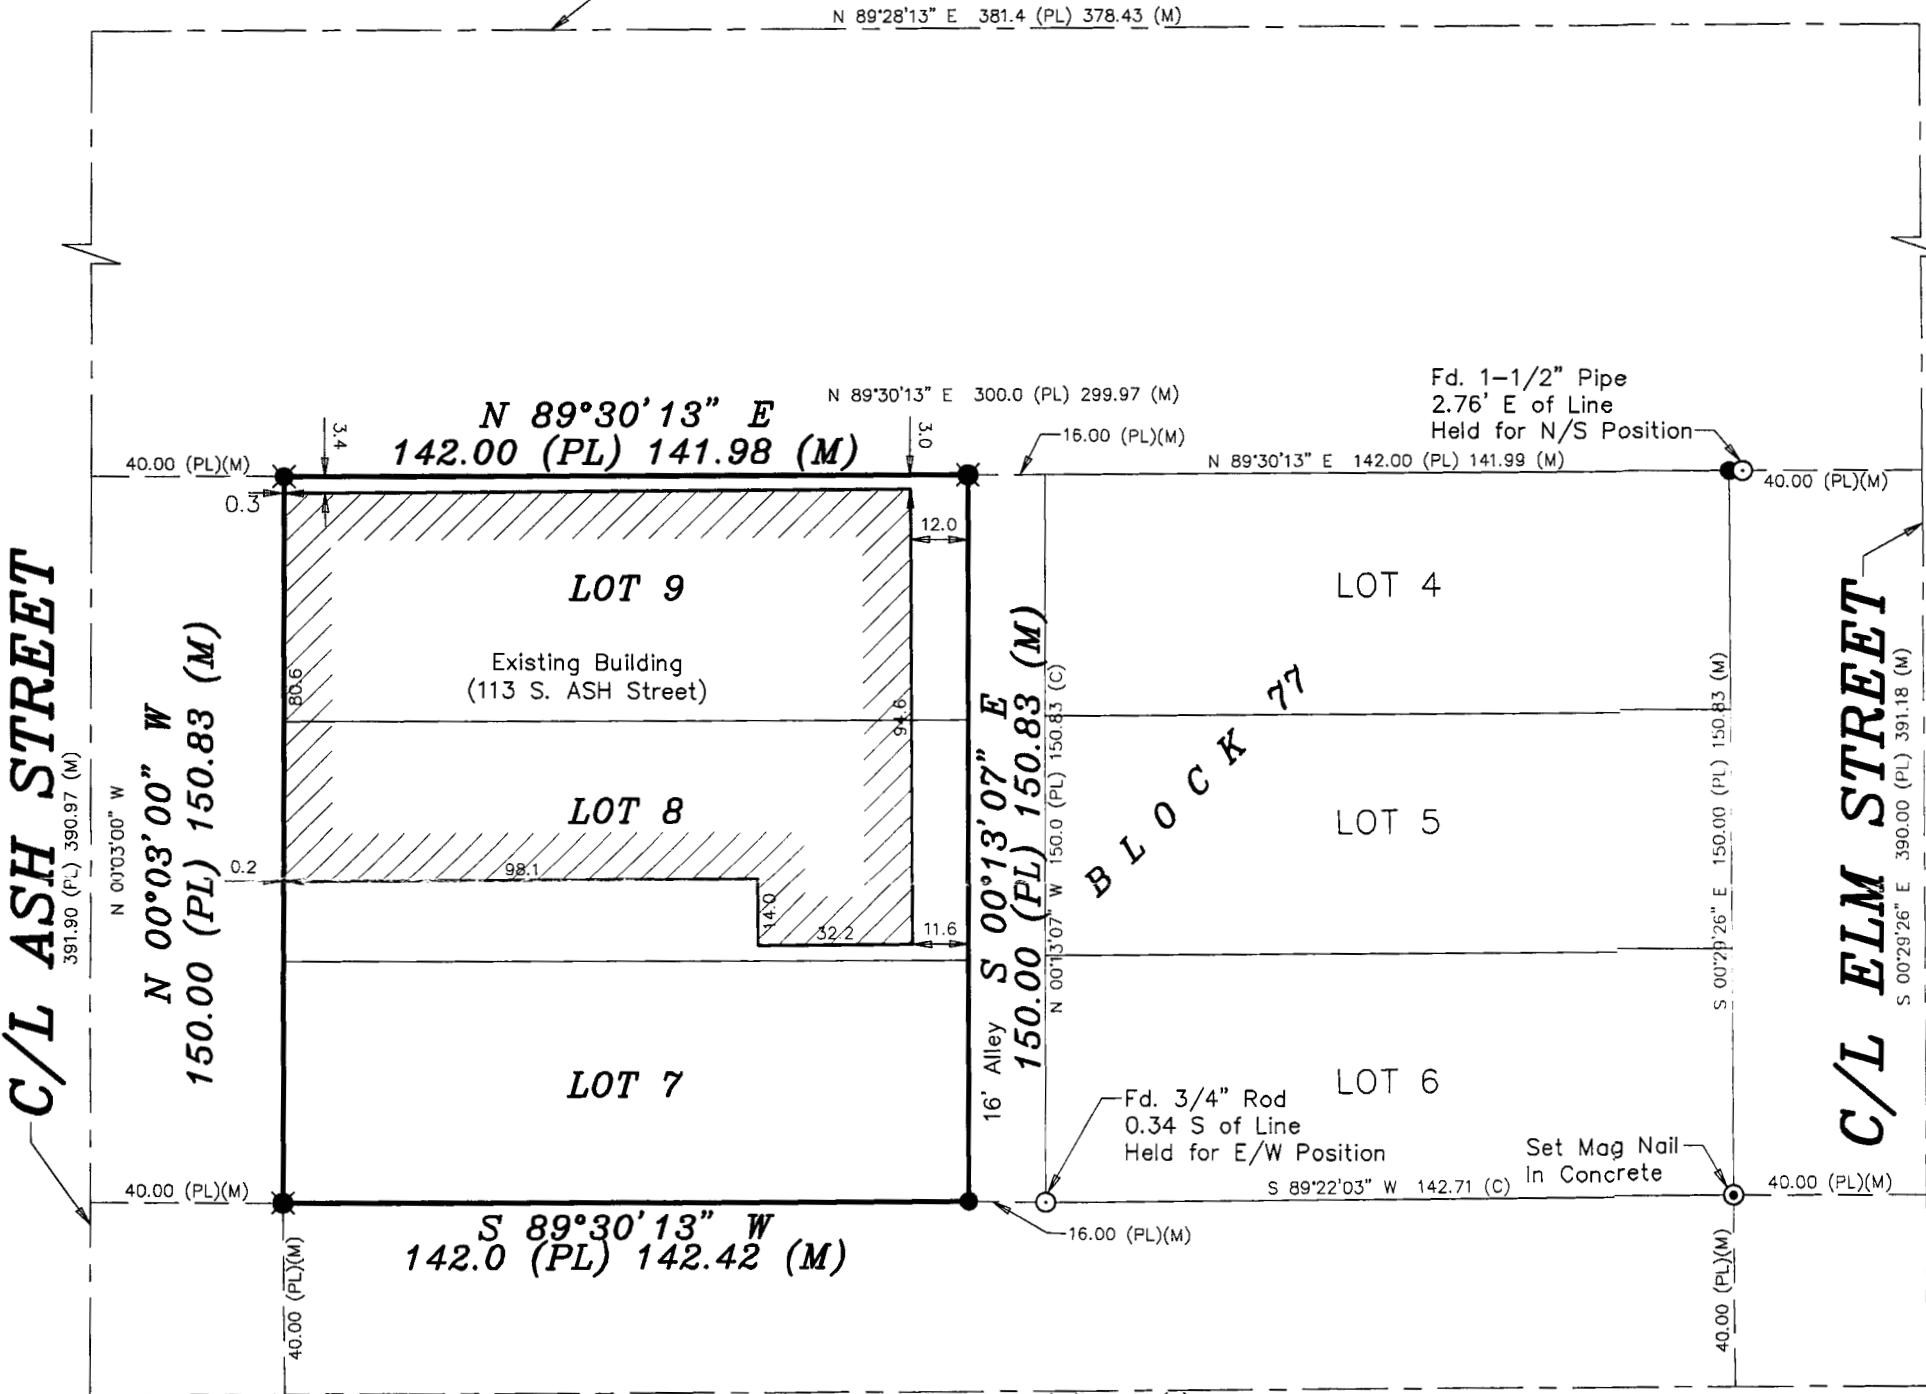 N 89°28'13" E 381.4 (PL) 378.43 (M)
Fd. 1-1/2" Pipe
2.76' E of Line
Held for N/S Position
N 89°30'13" E 300.0 (PL) 299.97 (M)
N 89°30'13" E
142.00 (PL) 141.98 (M)
3.4
3.0
16.00 (PL)(M)
40.00 (PL)(M)
N 89°30'13" E 142.00 (PL) 141.99 (M)
40.00 (PL)(M)
0.3
12.0
LOT 9
LOT 4
Existing Building
(113 S. ASH Street)
80.6
94.6
C/L ASH STREET
391.90 (PL) 390.97 (M)
N 00°03'00" W
N 00°03'00" W
150.00 (PL) 150.83 (M)
S 00°13'07" E
150.00 (PL) 150.83 (M)
16' Alley
N 00°13'07" W 150.0 (PL) 150.83 (C)
BLOCK 77
S 00°29'26" E 150.00 (PL) 150.83 (M)
C/L ELM STREET
S 00°29'26" E 390.00 (PL) 391.18 (M)
LOT 8
LOT 5
0.2
98.1
14.0
32.2
11.6
LOT 7
LOT 6
Fd. 3/4" Rod
0.34 S of Line
Held for E/W Position
Set Mag Nail
In Concrete
40.00 (PL)(M)
S 89°22'03" W 142.71 (C)
40.00 (PL)(M)
S 89°30'13" W
142.0 (PL) 142.42 (M)
16.00 (PL)(M)
40.00 (PL)(M)
40.00 (PL)(M)